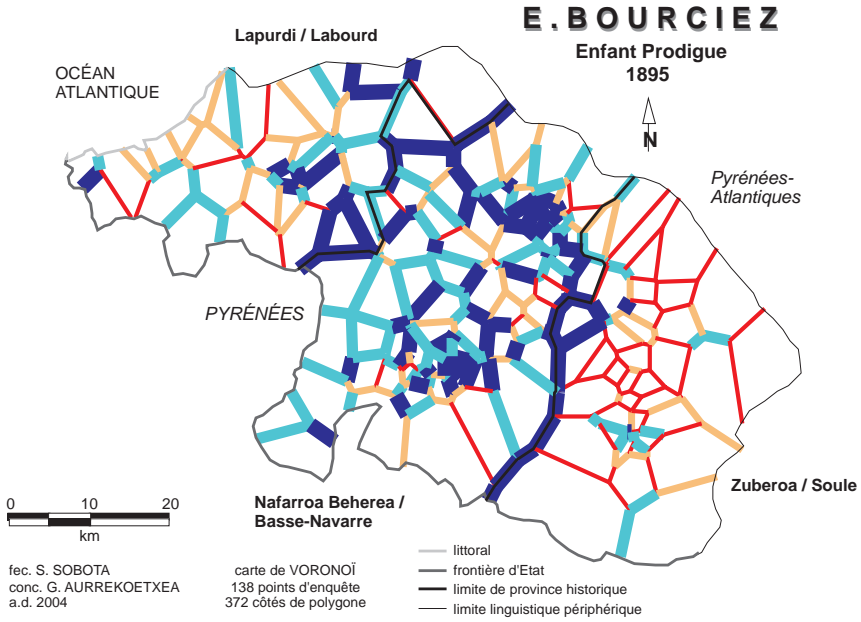 E.BOURCIEZ
Enfant Prodigue
1895
N
Lapurdi / Labourd
OCÉAN
ATLANTIQUE
Pyrénées-
Atlantiques
PYRÉNÉES
Nafarroa Beherea /
Basse-Navarre
Zuberoa / Soule
0 10 20
km
fec. S. SOBOTA
conc. G. AURREKOETXEA
a.d. 2004
carte de VORONOÏ
138 points d'enquête
372 côtés de polygone
littoral
frontière d'Etat
limite de province historique
limite linguistique périphérique